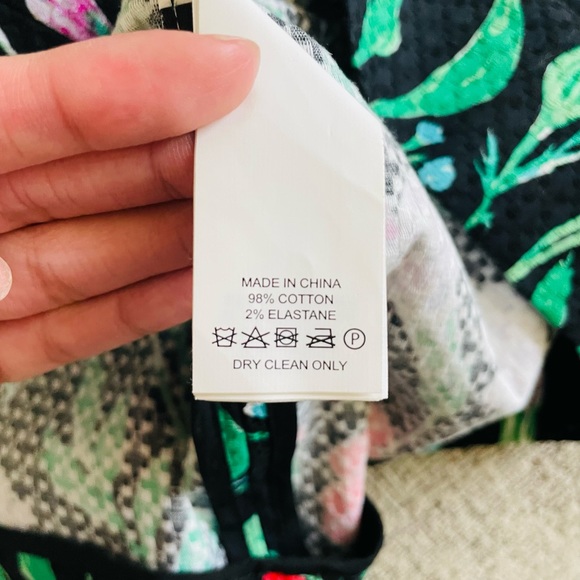 MADE IN CHINA
98% COTTON
2% ELASTANE
P
DRY CLEAN ONLY